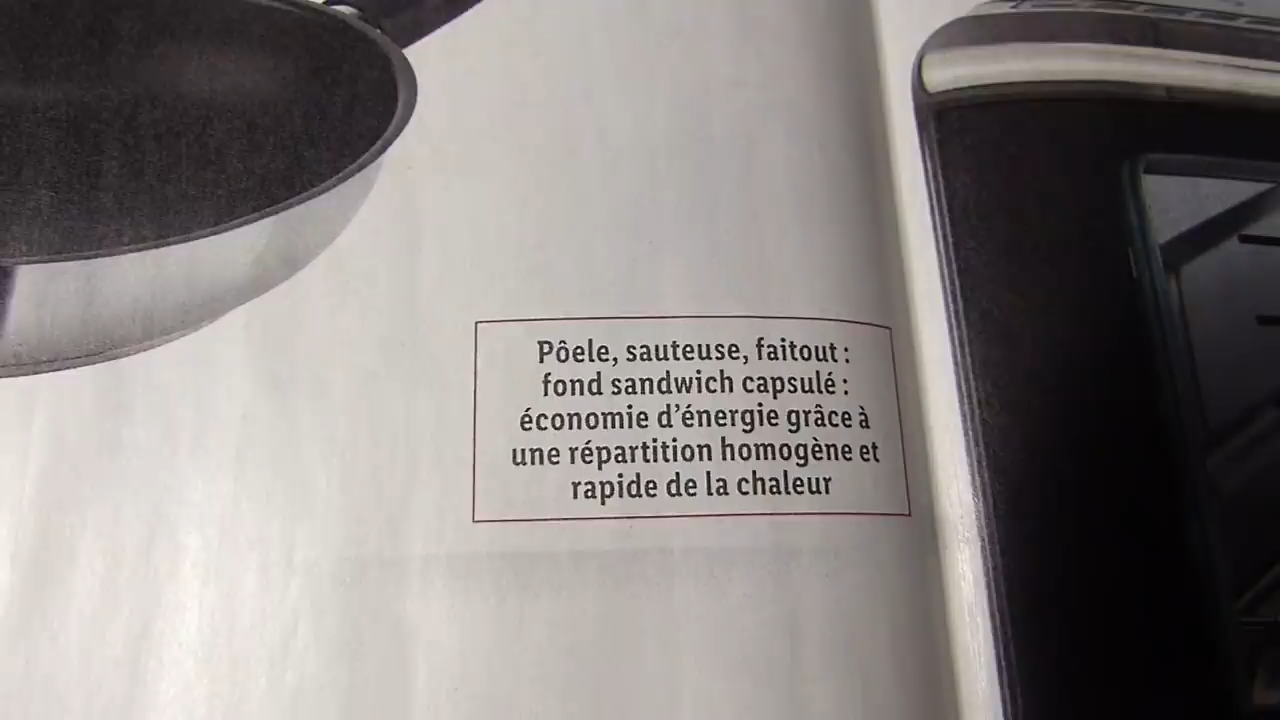 Pôele, sauteuse, faitout :
fond sandwich capsulé :
économie d’énergie grâce à
une répartition homogène et
rapide de la chaleur